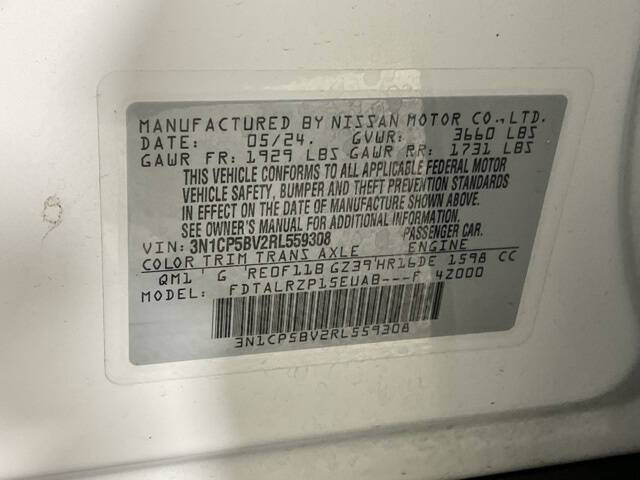 MANUFACTURED BY NISSAN MOTOR CO.,LTD.
DATE: 05/24. GVWR: 3660 LBS
GAWR FR: 1929 LBS GAWR RR: 1731 LBS
THIS VEHICLE CONFORMS TO ALL APPLICABLE FEDERAL MOTOR
VEHICLE SAFETY, BUMPER AND THEFT PREVENTION STANDARDS
IN EFFECT ON THE DATE OF MANUFACTURE SHOWN ABOVE.
SEE OWNER'S MANUAL FOR ADDITIONAL INFORMATION.
VIN: 3N1CP5BV2RL559308 PASSENGER CAR.
COLOR TRIM TRANS AXLE ENGINE
QM1 G RE0F11B GZ39 HR16DE 1598 CC
MODEL: FDTALRZP15EUAB---F 42000
3N1CP5BV2RL559308